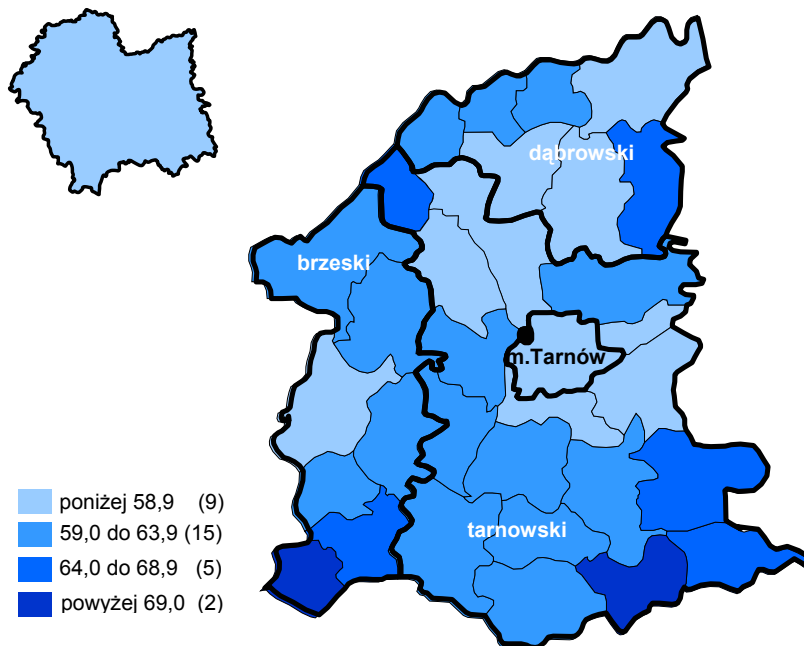 dąbrowski
brzeski
m.Tarnów
tarnowski
poniżej 58,9 (9)
59,0 do 63,9 (15)
64,0 do 68,9 (5)
powyżej 69,0 (2)